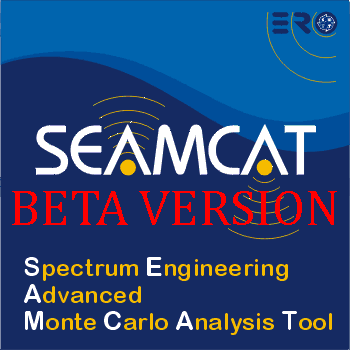 ERO
SEAMCAT
BETA VERSION
Spectrum Engineering
Advanced
Monte Carlo Analysis Tool